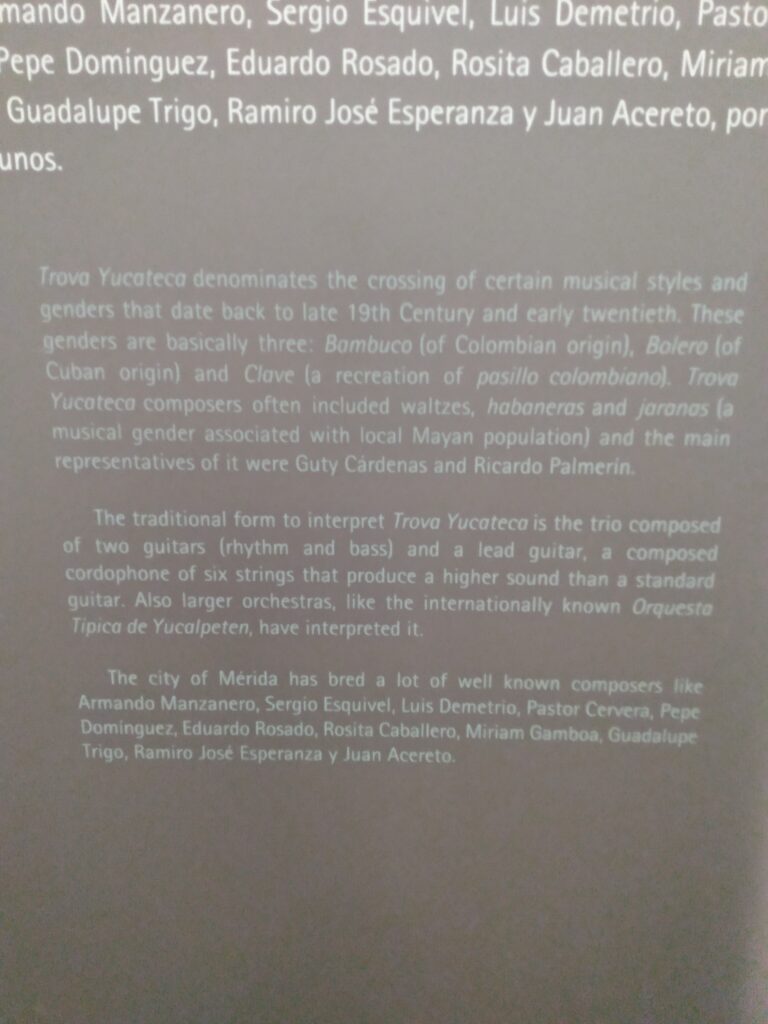 mando Manzanero, Sergio Esquivel, Luis Demetrio, Pasto
Pepe Domínguez, Eduardo Rosado, Rosita Caballero, Miriam
Guadalupe Trigo, Ramiro José Esperanza y Juan Acereto, por
unos.
Trova Yucateca denominates the crossing of certain musical styles and
genders that date back to late 19th Century and early twentieth. These
genders are basically three: Bambuco (of Colombian origin), Bolero (of
Cuban origin) and Clave (a recreation of pasillo colombiano). Trova
Yucateca composers often included waltzes, habaneras and jaranas (a
musical gender associated with local Mayan population) and the main
representatives of it were Guty Cárdenas and Ricardo Palmerín.
The traditional form to interpret Trova Yucateca is the trio composed
of two guitars (rhythm and bass) and a lead guitar, a composed
cordophone of six strings that produce a higher sound than a standard
guitar. Also larger orchestras, like the internationally known Orquesta
Típica de Yucalpeten, have interpreted it.
The city of Mérida has bred a lot of well known composers like
Armando Manzanero, Sergio Esquivel, Luis Demetrio, Pastor Cervera, Pepe
Domínguez, Eduardo Rosado, Rosita Caballero, Miriam Gamboa, Guadalupe
Trigo, Ramiro José Esperanza y Juan Acereto.